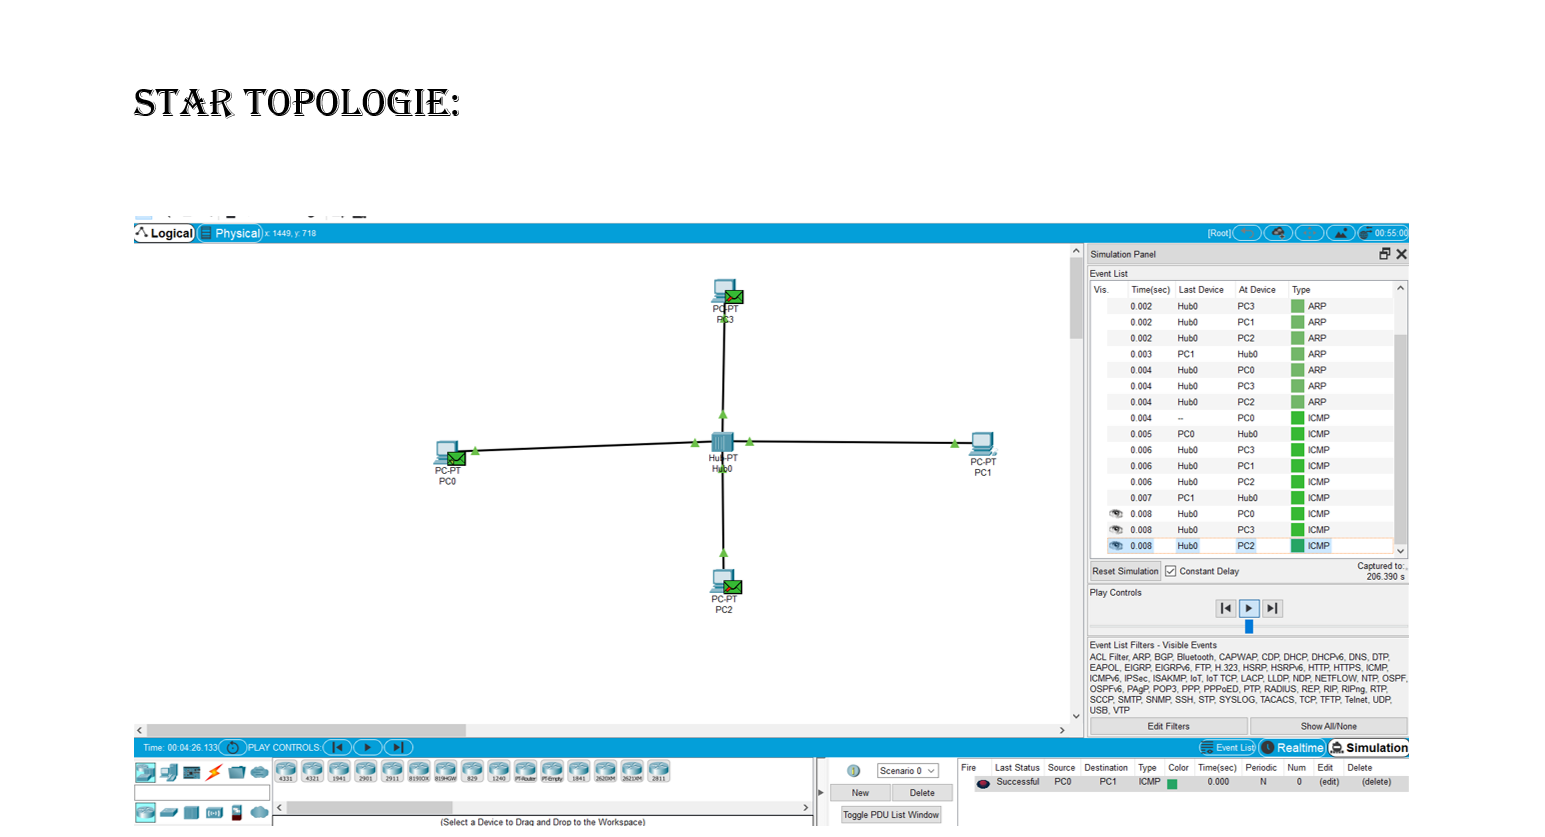 STAR TOPOLOGIE:
Logical Physical x: 1449, y: 718 [Root] 00:55:00
PC-PT
PC3
PC-PT
PC0
Hub-PT
Hub0
PC-PT
PC1
PC-PT
PC2
Simulation Panel
Event List
Vis. Time(sec) Last Device At Device Type
0.002 Hub0 PC3 ARP
0.002 Hub0 PC1 ARP
0.002 Hub0 PC2 ARP
0.003 PC1 Hub0 ARP
0.004 Hub0 PC0 ARP
0.004 Hub0 PC3 ARP
0.004 Hub0 PC2 ARP
0.004 -- PC0 ICMP
0.005 PC0 Hub0 ICMP
0.006 Hub0 PC3 ICMP
0.006 Hub0 PC1 ICMP
0.006 Hub0 PC2 ICMP
0.007 PC1 Hub0 ICMP
0.008 Hub0 PC0 ICMP
0.008 Hub0 PC3 ICMP
0.008 Hub0 PC2 ICMP
Reset Simulation Constant Delay Captured to:
206.390 s
Play Controls
Event List Filters - Visible Events
ACL Filter, ARP, BGP, Bluetooth, CAPWAP, CDP, DHCP, DHCPv6, DNS, DTP,
EAPOL, EIGRP, EIGRPv6, FTP, H.323, HSRP, HSRPv6, HTTP, HTTPS, ICMP,
ICMPv6, IPSec, ISAKMP, IoT, IoT TCP, LACP, LLDP, NDP, NETFLOW, NTP, OSPF,
OSPFv6, PAgP, POP3, PPP, PPPoED, PTP, RADIUS, REP, RIP, RIPng, RTP,
SCCP, SMTP, SNMP, SSH, STP, SYSLOG, TACACS, TCP, TFTP, Telnet, UDP,
USB, VTP
Edit Filters Show All/None
Time: 00:04:26.133 PLAY CONTROLS: Event List Realtime Simulation
4331 4321 1941 2901 2911 819IOX 819HGW 829 1240 PT-Router PT-Empty 1841 2620XM 2621XM 2811
(Select a Device to Drag and Drop to the Workspace)
Scenario 0
New Delete
Toggle PDU List Window
Fire Last Status Source Destination Type Color Time(sec) Periodic Num Edit Delete
Successful PC0 PC1 ICMP 0.000 N 0 (edit) (delete)